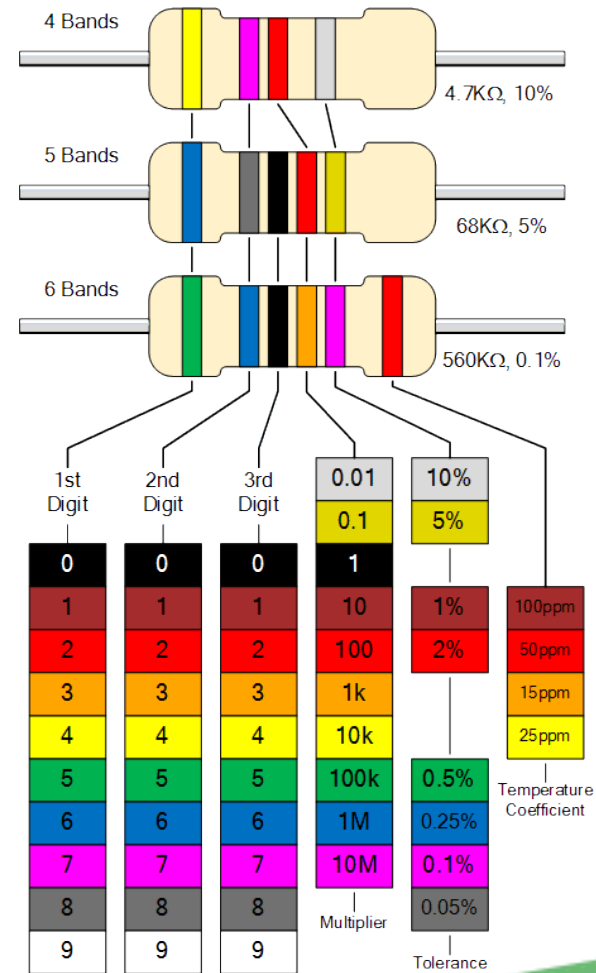 4 Bands
4.7KΩ, 10%
5 Bands
68KΩ, 5%
6 Bands
560KΩ, 0.1%
1st Digit
2nd Digit
3rd Digit
0.01 10%
0.1 5%
0 0 0 1
1 1 1 10 1% 100ppm
2 2 2 100 2% 50ppm
3 3 3 1k 15ppm
4 4 4 10k 25ppm
5 5 5 100k 0.5%
Temperature
Coefficient
6 6 6 1M 0.25%
7 7 7 10M 0.1%
8 8 8 0.05%
Multiplier
9 9 9
Tolerance